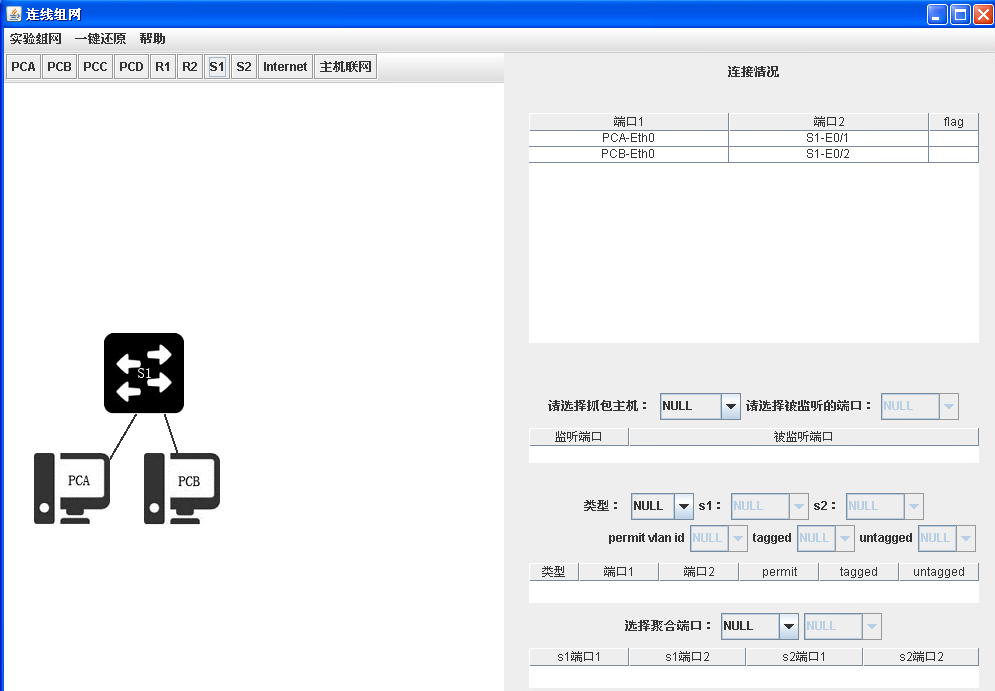 连线组网
实验组网 一键还原 帮助
PCA PCB PCC PCD R1 R2 S1 S2 Internet 主机联网
连接情况
端口1 端口2 flag
PCA-Eth0 S1-E0/1
PCB-Eth0 S1-E0/2
S1
PCA PCB
请选择抓包主机： NULL 请选择被监听的端口： NULL
监听端口 被监听端口
类型： NULL s1： NULL s2： NULL
permit vlan id NULL tagged NULL untagged NULL
类型 端口1 端口2 permit tagged untagged
选择聚合端口： NULL NULL
s1端口1 s1端口2 s2端口1 s2端口2